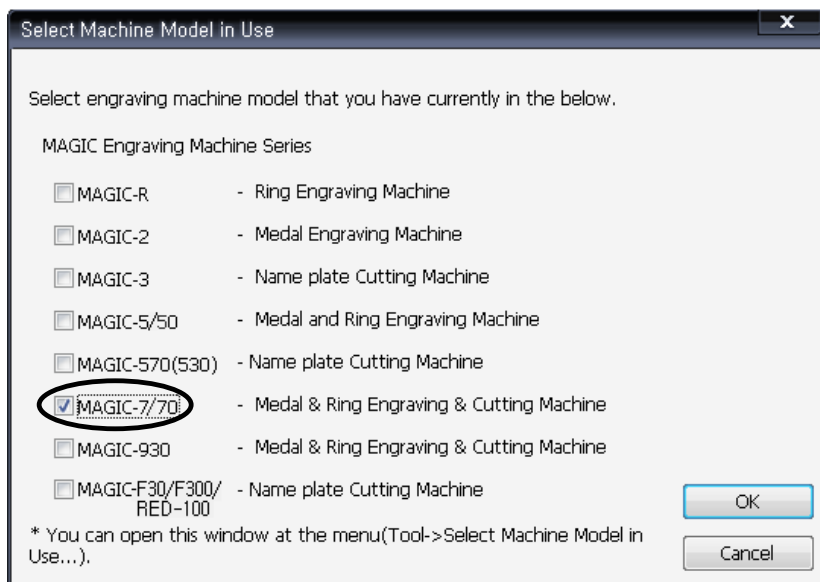 Select Machine Model in Use
x
Select engraving machine model that you have currently in the below.
MAGIC Engraving Machine Series
MAGIC-R - Ring Engraving Machine
MAGIC-2 - Medal Engraving Machine
MAGIC-3 - Name plate Cutting Machine
MAGIC-5/50 - Medal and Ring Engraving Machine
MAGIC-570(530) - Name plate Cutting Machine
MAGIC-7/70 - Medal & Ring Engraving & Cutting Machine
MAGIC-930 - Medal & Ring Engraving & Cutting Machine
MAGIC-F30/F300/ - Name plate Cutting Machine
RED-100
OK
* You can open this window at the menu(Tool->Select Machine Model in
Use...).
Cancel